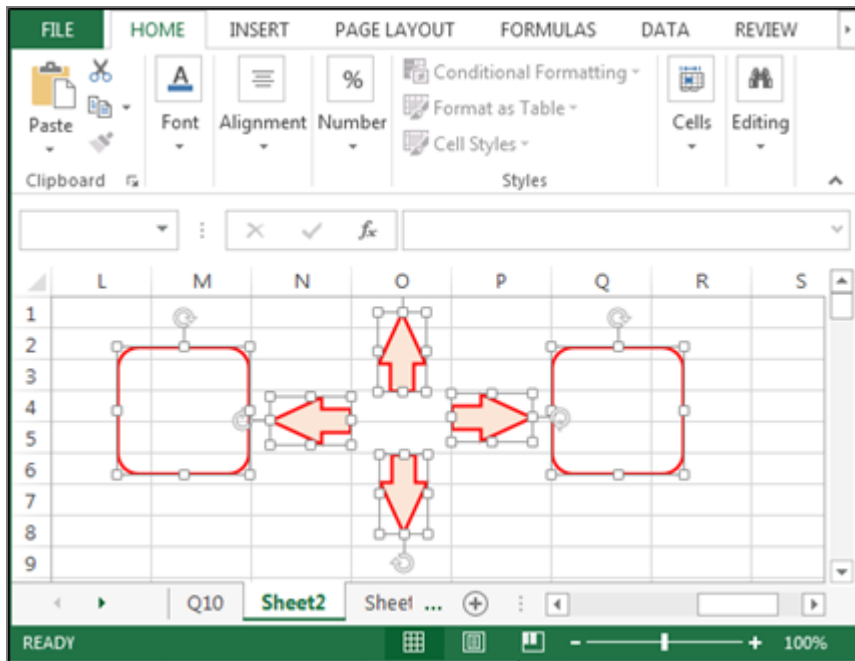 FILE HOME INSERT PAGE LAYOUT FORMULAS DATA REVIEW
Conditional Formatting
Format as Table
Cell Styles
Paste Font Alignment Number Cells Editing
A %
Clipboard Styles
fx
L M N O P Q R S
1
2
3
4
5
6
7
8
9
Q10 Sheet2 Sheet ...
READY 100%